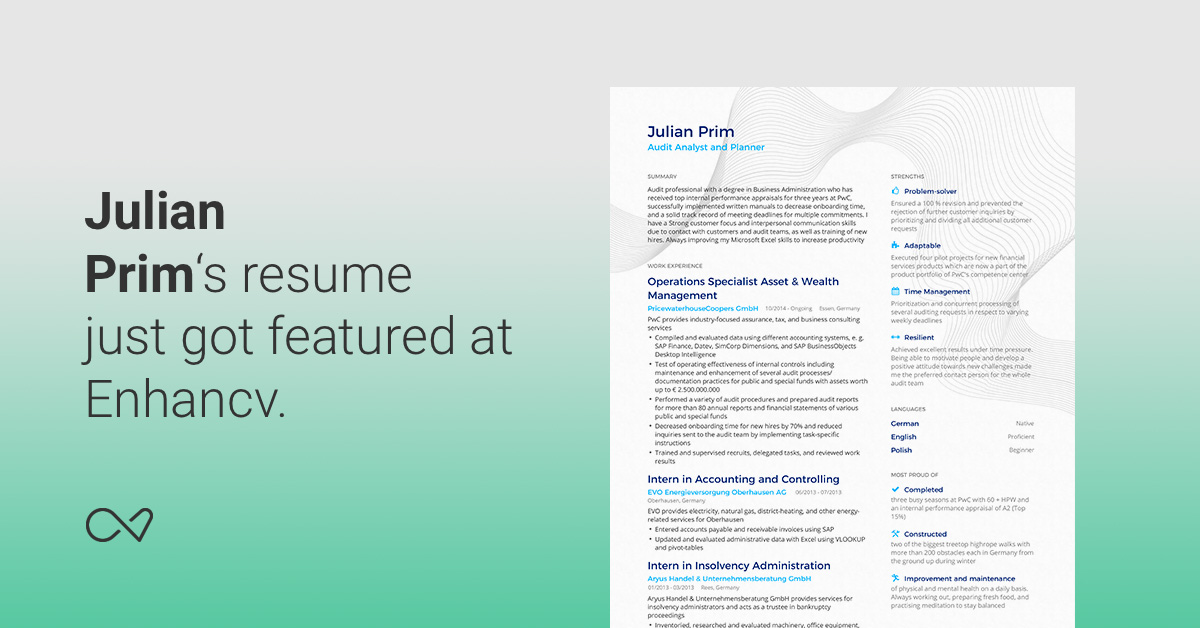 Julian
Prim‘s resume
just got featured at
Enhancv.
Julian Prim
Audit Analyst and Planner
SUMMARY
Audit professional with a degree in Business Administration who has
received top internal performance appraisals for three years at PwC,
successfully implemented written manuals to decrease onboarding time,
and a solid track record of meeting deadlines for multiple commitments. I
have a Strong customer focus and interpersonal communication skills
due to contact with customers and audit teams, as well as training of new
hires. Always improving my Microsoft Excel skills to increase productivity
WORK EXPERIENCE
Operations Specialist Asset & Wealth
Management
PricewaterhouseCoopers GmbH 10/2014 - Ongoing Essen, Germany
PwC provides industry-focused assurance, tax, and business consulting
services
• Compiled and evaluated data using different accounting systems, e. g.
SAP Finance, Datev, SimCorp Dimensions, and SAP BusinessObjects
Desktop Intelligence
• Test of operating effectiveness of internal controls including
maintenance and enhancement of several audit processes/
documentation practices for public and special funds with assets worth
up to € 2.500.000.000
• Performed a variety of audit procedures and prepared audit reports
for more than 80 annual reports and financial statements of various
public and special funds
• Decreased onboarding time for new hires by 70% and reduced
inquiries sent to the audit team by implementing task-specific
instructions
• Trained and supervised recruits, delegated tasks, and reviewed work
results
Intern in Accounting and Controlling
EVO Energieversorgung Oberhausen AG 06/2013 - 07/2013
Oberhausen, Germany
EVO provides electricity, natural gas, district-heating, and other energy-
related services for Oberhausen
• Entered accounts payable and receivable invoices using SAP
• Updated and evaluated administrative data with Excel using VLOOKUP
and pivot-tables
Intern in Insolvency Administration
Aryus Handel & Unternehmensberatung GmbH
01/2013 - 03/2013 Rees, Germany
Aryus Handel & Unternehmensberatung GmbH provides services for
insolvency administrators and acts as a trustee in bankruptcy
proceedings
• Inventoried, researched and evaluated machinery, office equipment,
STRENGTHS
Problem-solver
Ensured a 100 % revision and prevented the
rejection of further customer inquiries by
prioritizing and dividing all additional customer
requests
Adaptable
Executed four pilot projects for new financial
services products which are now a part of the
product portfolio of PwC's competence center
Time Management
Prioritization and concurrent processing of
several auditing requests in respect to varying
weekly deadlines
Resilient
Achieved excellent results under time pressure.
Being able to motivate people and develop a
positive attitude towards new challenges made
me the preferred contact person for the whole
audit team
LANGUAGES
German Native
English Proficient
Polish Beginner
MOST PROUD OF
Completed
three busy seasons at PwC with 60 + HPW and
an internal performance appraisal of A2 (Top
15%)
Constructed
two of the biggest treetop highrope walks with
more than 200 obstacles each in Germany from
the ground up during winter
Improvement and maintenance
of physical and mental health on a daily basis.
Always working out, preparing fresh food, and
practising meditation to stay balanced